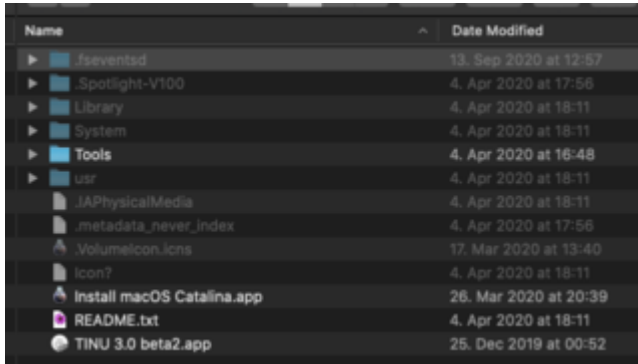 Name Date Modified
.fseventsd 13. Sep 2020 at 12:57
.Spotlight-V100 4. Apr 2020 at 17:56
Library 4. Apr 2020 at 18:11
System 4. Apr 2020 at 18:11
Tools 4. Apr 2020 at 16:48
usr 4. Apr 2020 at 18:11
.IAPhysicalMedia 4. Apr 2020 at 18:11
.metadata_never_index 4. Apr 2020 at 17:56
.VolumeIcon.icns 17. Mar 2020 at 13:40
Icon? 4. Apr 2020 at 18:11
Install macOS Catalina.app 26. Mar 2020 at 20:39
README.txt 4. Apr 2020 at 18:11
TINU 3.0 beta2.app 25. Dec 2019 at 00:52